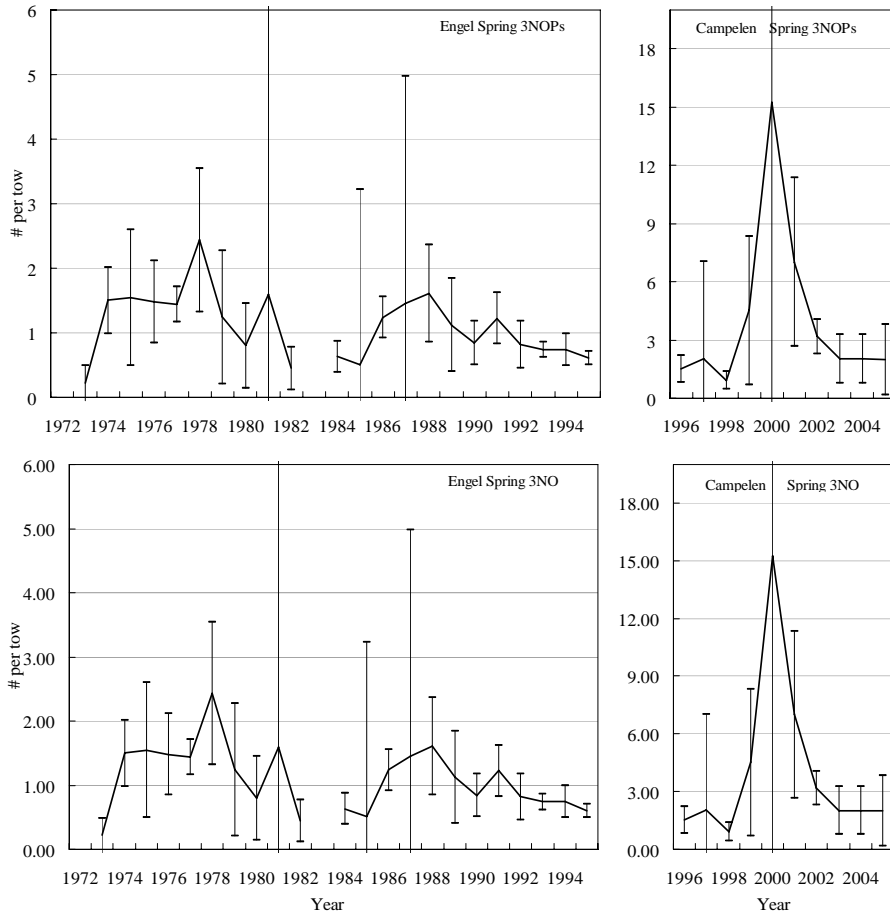 Engel Spring 3NOPs
# per tow
6
5
4
3
2
1
0
1972 1974 1976 1978 1980 1982 1984 1986 1988 1990 1992 1994
Campelen Spring 3NOPs
18
15
12
9
6
3
0
1996 1998 2000 2002 2004
Engel Spring 3NO
# per tow
6.00
5.00
4.00
3.00
2.00
1.00
0.00
1972 1974 1976 1978 1980 1982 1984 1986 1988 1990 1992 1994
Year
Campelen Spring 3NO
18.00
15.00
12.00
9.00
6.00
3.00
0.00
1996 1998 2000 2002 2004
Year